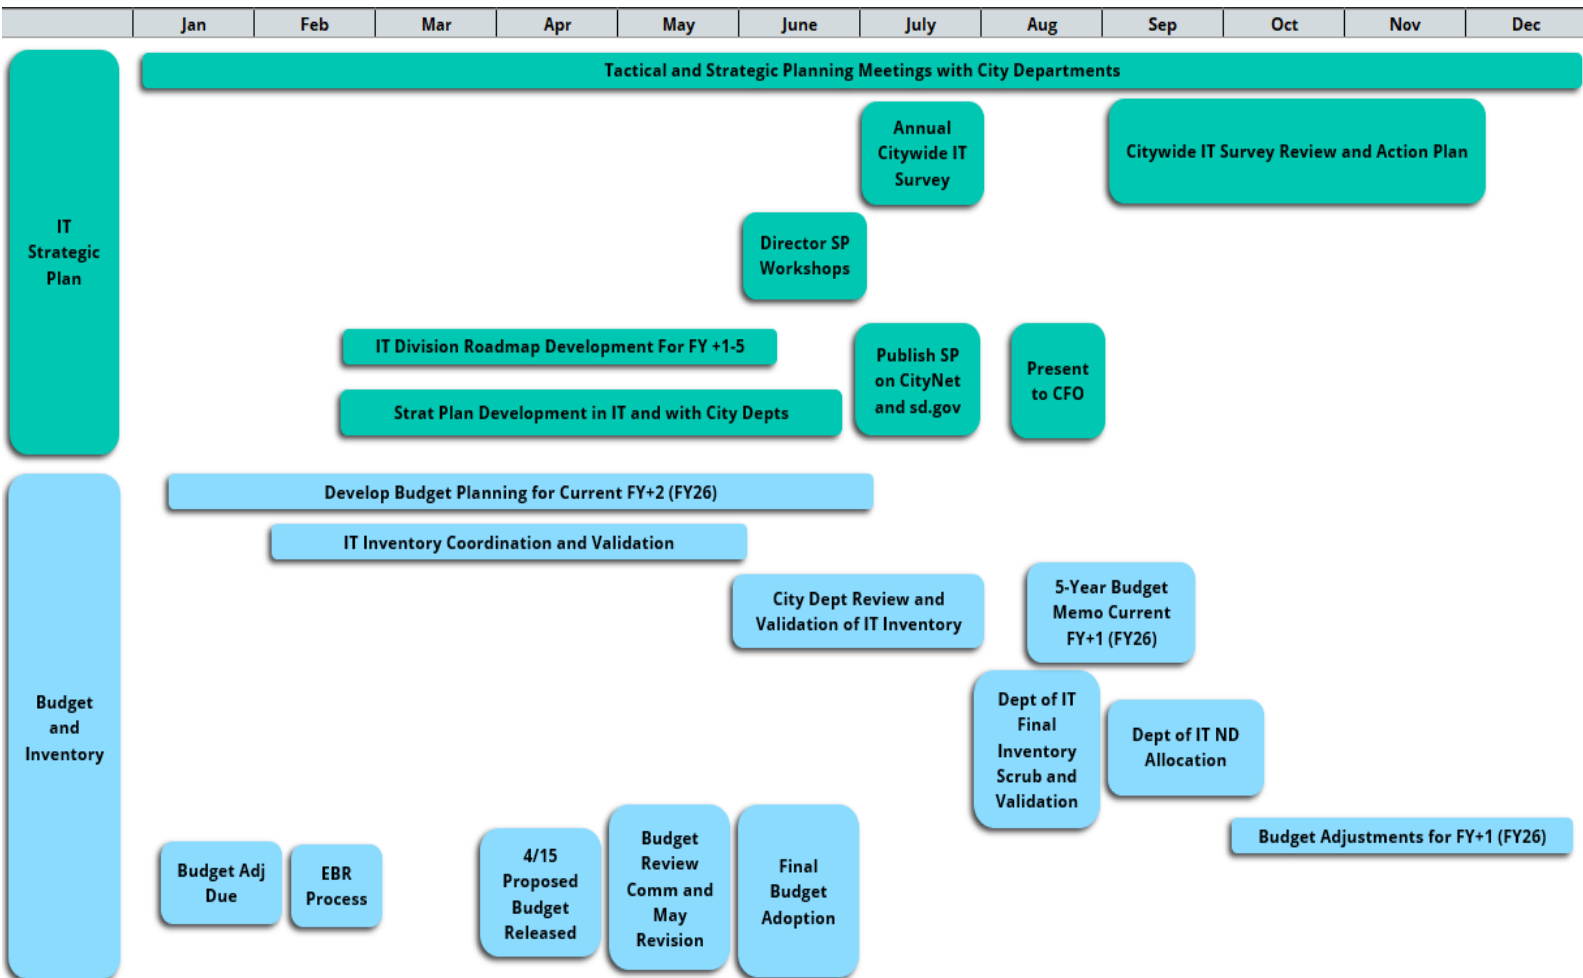 Jan Feb Mar Apr May June July Aug Sep Oct Nov Dec
IT
Strategic
Plan
Tactical and Strategic Planning Meetings with City Departments
Annual
Citywide IT
Survey
Citywide IT Survey Review and Action Plan
Director SP
Workshops
IT Division Roadmap Development For FY +1-5
Strat Plan Development in IT and with City Depts
Publish SP
on CityNet
and sd.gov
Present
to CFO
Budget
and
Inventory
Develop Budget Planning for Current FY+2 (FY26)
IT Inventory Coordination and Validation
City Dept Review and
Validation of IT Inventory
5-Year Budget
Memo Current
FY+1 (FY26)
Dept of IT
Final
Inventory
Scrub and
Validation
Dept of IT ND
Allocation
Budget Adjustments for FY+1 (FY26)
Budget Adj
Due
EBR
Process
4/15
Proposed
Budget
Released
Budget
Review
Comm and
May
Revision
Final
Budget
Adoption